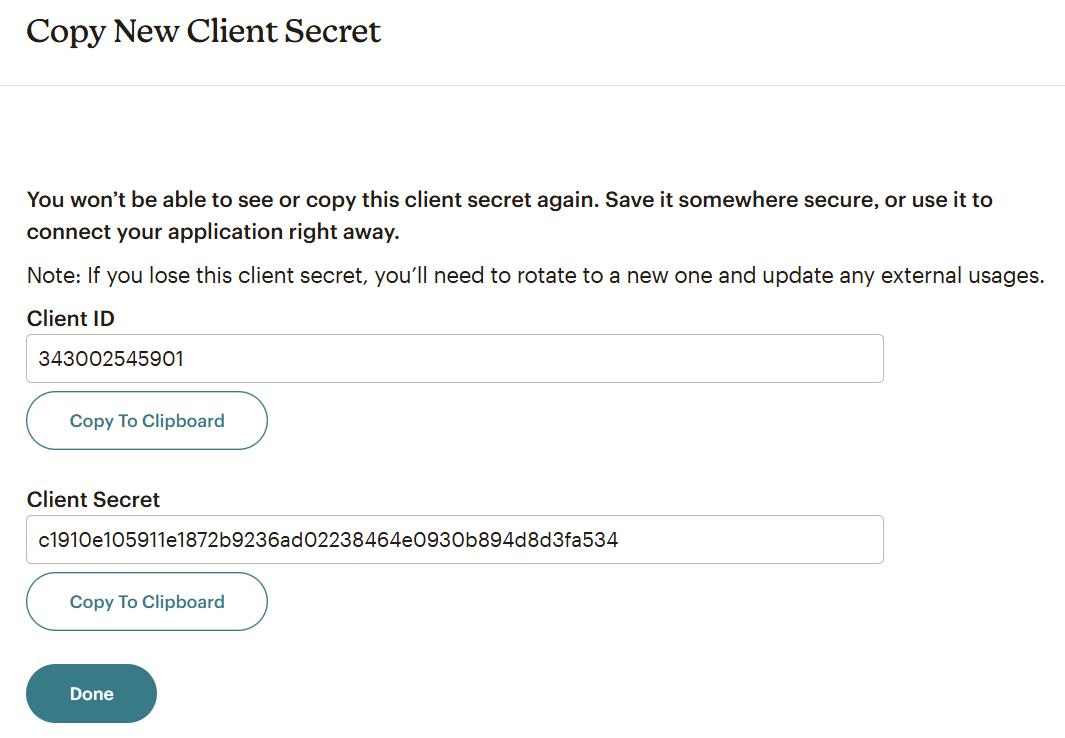 Copy New Client Secret
You won't be able to see or copy this client secret again. Save it somewhere secure, or use it to
connect your application right away.
Note: If you lose this client secret, you'll need to rotate to a new one and update any external usages.
Client ID
343002545901
Copy To Clipboard
Client Secret
c1910e105911e1872b9236ad02238464e0930b894d8d3fa534
Copy To Clipboard
Done